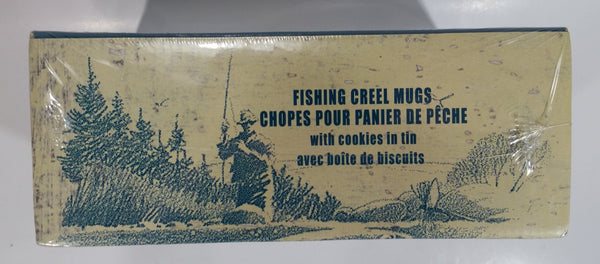 FISHING CREEL MUGS
CHOPES POUR PANIER DE PÊCHE
with cookies in tin
avec boîte de biscuits